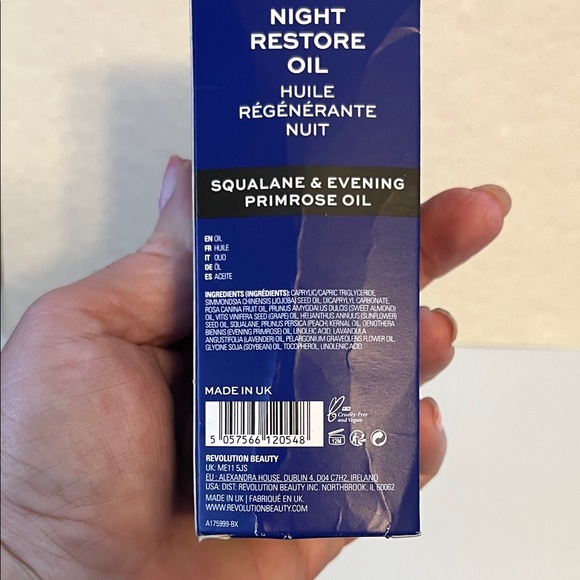 NIGHT
RESTORE
OIL
HUILE
RÉGÉNÉRANTE
NUIT
SQUALANE & EVENING
PRIMROSE OIL
EN OIL
FR HUILE
IT OLIO
DE ÖL
ES ACEITE
INGREDIENTS (INGRÉDIENTS): CAPRYLIC/CAPRIC TRIGLYCERIDE,
SIMMONDSIA CHINENSIS (JOJOBA) SEED OIL, DICAPRYLYL CARBONATE,
ROSA CANINA FRUIT OIL, PRUNUS AMYGDALUS DULCIS (SWEET ALMOND)
OIL, VITIS VINIFERA SEED (GRAPE) OIL, HELIANTHUS ANNUUS (SUNFLOWER)
SEED OIL, SQUALANE, PRUNUS PERSICA (PEACH) KERNAL OIL, OENOTHERA
BIENNIS (EVENING PRIMROSE) OIL, LINOLEIC ACID, LAVANDULA
ANGUSTIFOLIA (LAVENDER) OIL, PELARGONIUM GRAVEOLENS FLOWER OIL,
GLYCINE SOJA (SOYBEAN) OIL, TOCOPHEROL, LINOLENIC ACID.
MADE IN UK
Cruelty-Free
and Vegan
5 057566 120548
12M
REVOLUTION BEAUTY
UK: ME11 5JS
EU : ALEXANDRA HOUSE, DUBLIN 4, D04 C7H2, IRELAND
USA: DIST: REVOLUTION BEAUTY INC. NORTHBROOK, IL 60062
MADE IN UK | FABRIQUÉ EN UK.
WWW.REVOLUTIONBEAUTY.COM
A175999-BX